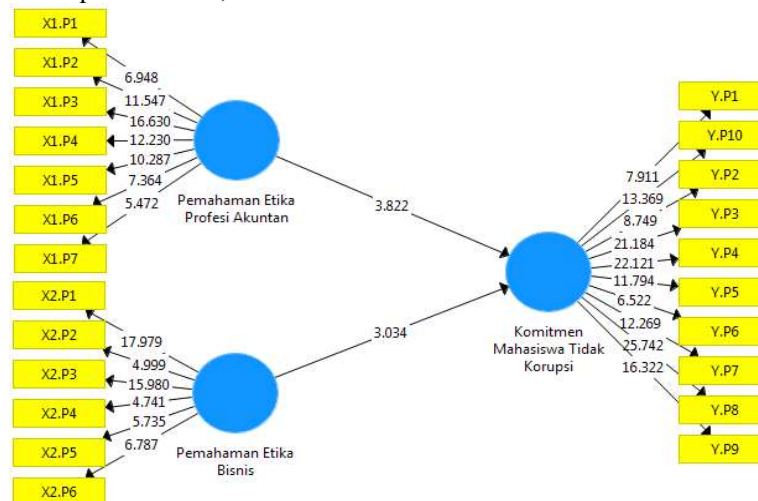 X1.P1
X1.P2
X1.P3
X1.P4
X1.P5
X1.P6
X1.P7
6.948
11.547
16.630
12.230
10.287
7.364
5.472
Pemahaman Etika
Profesi Akuntan
X2.P1
X2.P2
X2.P3
X2.P4
X2.P5
X2.P6
17.979
4.999
15.980
4.741
5.735
6.787
Pemahaman Etika
Bisnis
3.822
3.034
Komitmen
Mahasiswa Tidak
Korupsi
7.911
13.369
8.749
21.184
22.121
11.794
6.522
12.269
25.742
16.322
Y.P1
Y.P10
Y.P2
Y.P3
Y.P4
Y.P5
Y.P6
Y.P7
Y.P8
Y.P9